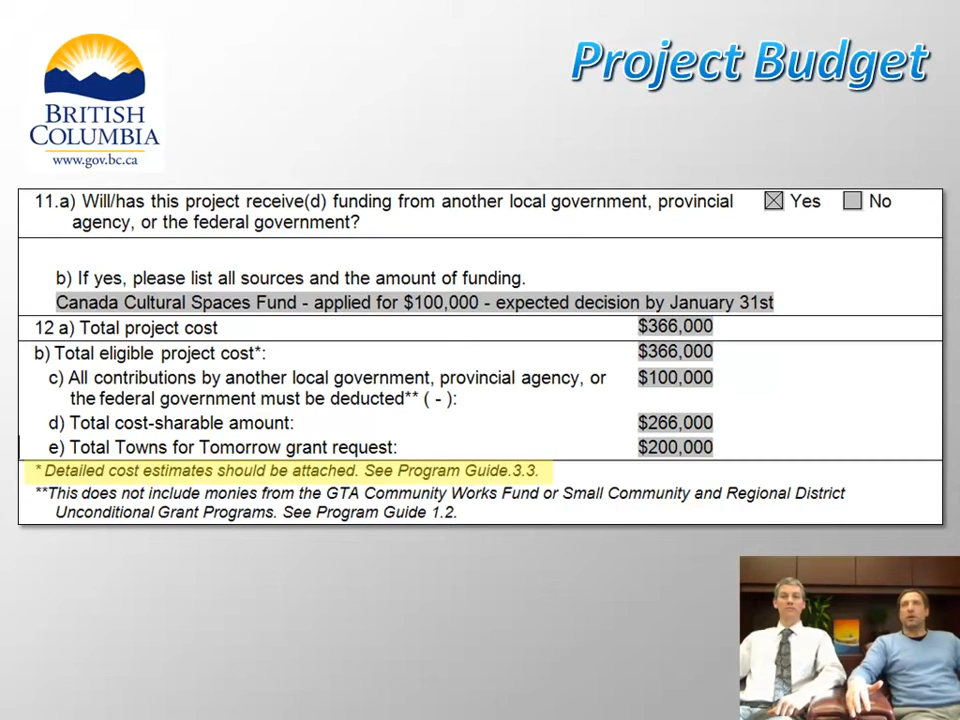 Project Budget
BRITISH
COLUMBIA
www.gov.bc.ca
11.a) Will/has this project receive(d) funding from another local government, provincial
agency, or the federal government?
Yes
No
b) If yes, please list all sources and the amount of funding.
Canada Cultural Spaces Fund - applied for $100,000 - expected decision by January 31st
12 a) Total project cost $366,000
b) Total eligible project cost*: $366,000
c) All contributions by another local government, provincial agency, or $100,000
the federal government must be deducted** ( - ):
d) Total cost-sharable amount: $266,000
e) Total Towns for Tomorrow grant request: $200,000
* Detailed cost estimates should be attached. See Program Guide.3.3.
**This does not include monies from the GTA Community Works Fund or Small Community and Regional District
Unconditional Grant Programs. See Program Guide 1.2.